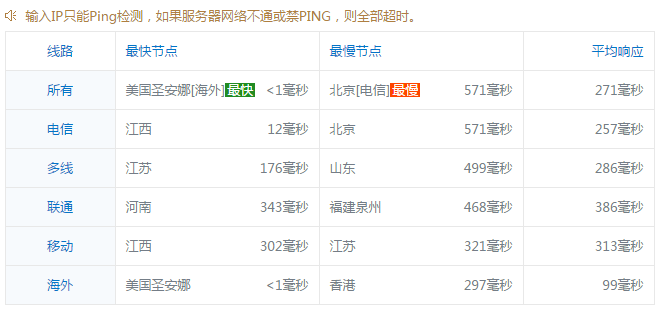 输入IP只能Ping检测，如果服务器网络不通或禁PING，则全部超时。
线路 最快节点 最慢节点 平均响应
所有 美国圣安娜[海外]最快 <1毫秒 北京[电信]最慢 571毫秒 271毫秒
电信 江西 12毫秒 北京 571毫秒 257毫秒
多线 江苏 176毫秒 山东 499毫秒 286毫秒
联通 河南 343毫秒 福建泉州 468毫秒 386毫秒
移动 江西 302毫秒 江苏 321毫秒 313毫秒
海外 美国圣安娜 <1毫秒 香港 297毫秒 99毫秒